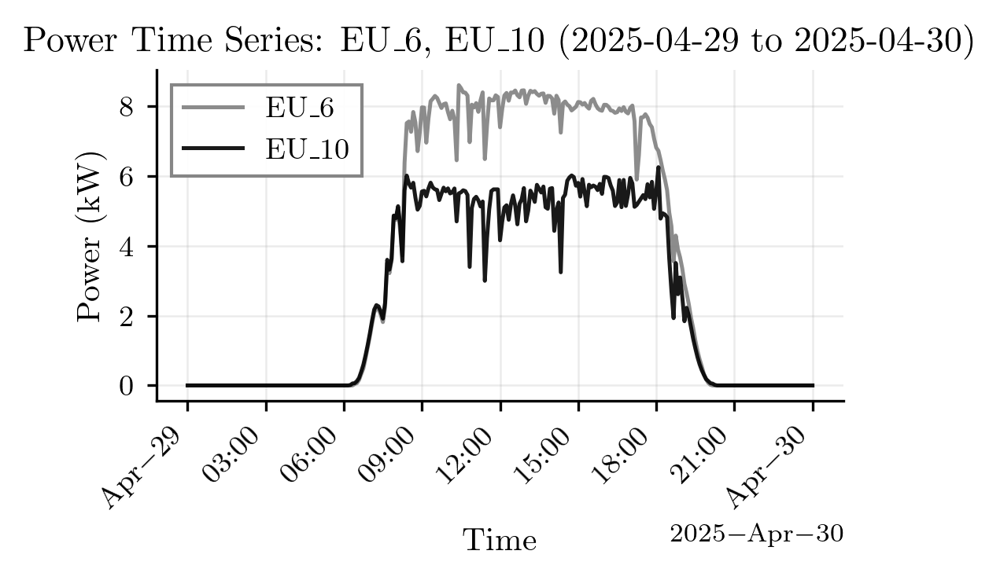 Power Time Series: EU_6, EU_10 (2025-04-29 to 2025-04-30)
EU_6
EU_10
Power (kW)
8
6
4
2
0
Apr−29
03:00
06:00
09:00
12:00
15:00
18:00
21:00
Apr−30
2025−Apr−30
Time